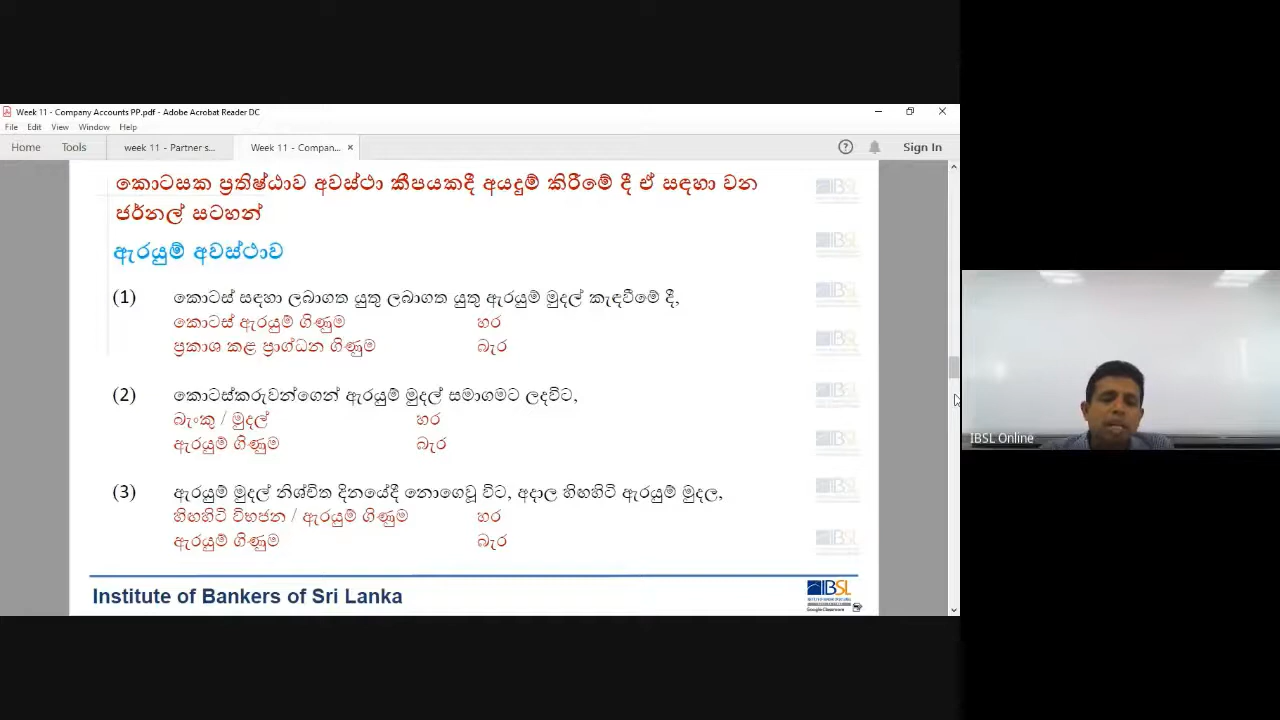 Week 11 - Company Accounts PP.pdf - Adobe Acrobat Reader DC
File Edit View Window Help
Home Tools week 11 - Partner s... Week 11 - Compan... × Sign In
කොටසක ප්‍රතිෂ්ඨාව අවස්ථා කීපයකදී අයදුම් කිරීමේ දී ඒ සඳහා වන
ජර්නල් සටහන්
ඇරයුම් අවස්ථාව
(1) කොටස් සඳහා ලබාගත යුතු ලබාගත යුතු ඇරයුම් මුදල් කැඳවීමේ දී,
කොටස් ඇරයුම් ගිණුම හර
ප්‍රකාශ කළ ප්‍රාග්ධන ගිණුම බැර
(2) කොටස්කරුවන්ගෙන් ඇරයුම් මුදල් සමාගමට ලදවිට,
බැංකු / මුදල් හර
ඇරයුම් ගිණුම බැර
(3) ඇරයුම් මුදල් නිශ්චිත දිනයේදී නොගෙවූ විට, අදාල හිඟහිටි ඇරයුම් මුදල,
හිඟහිටි විභජන / ඇරයුම් ගිණුම හර
ඇරයුම් ගිණුම බැර
Institute of Bankers of Sri Lanka
IBSL
Google Classroom
IBSL Online